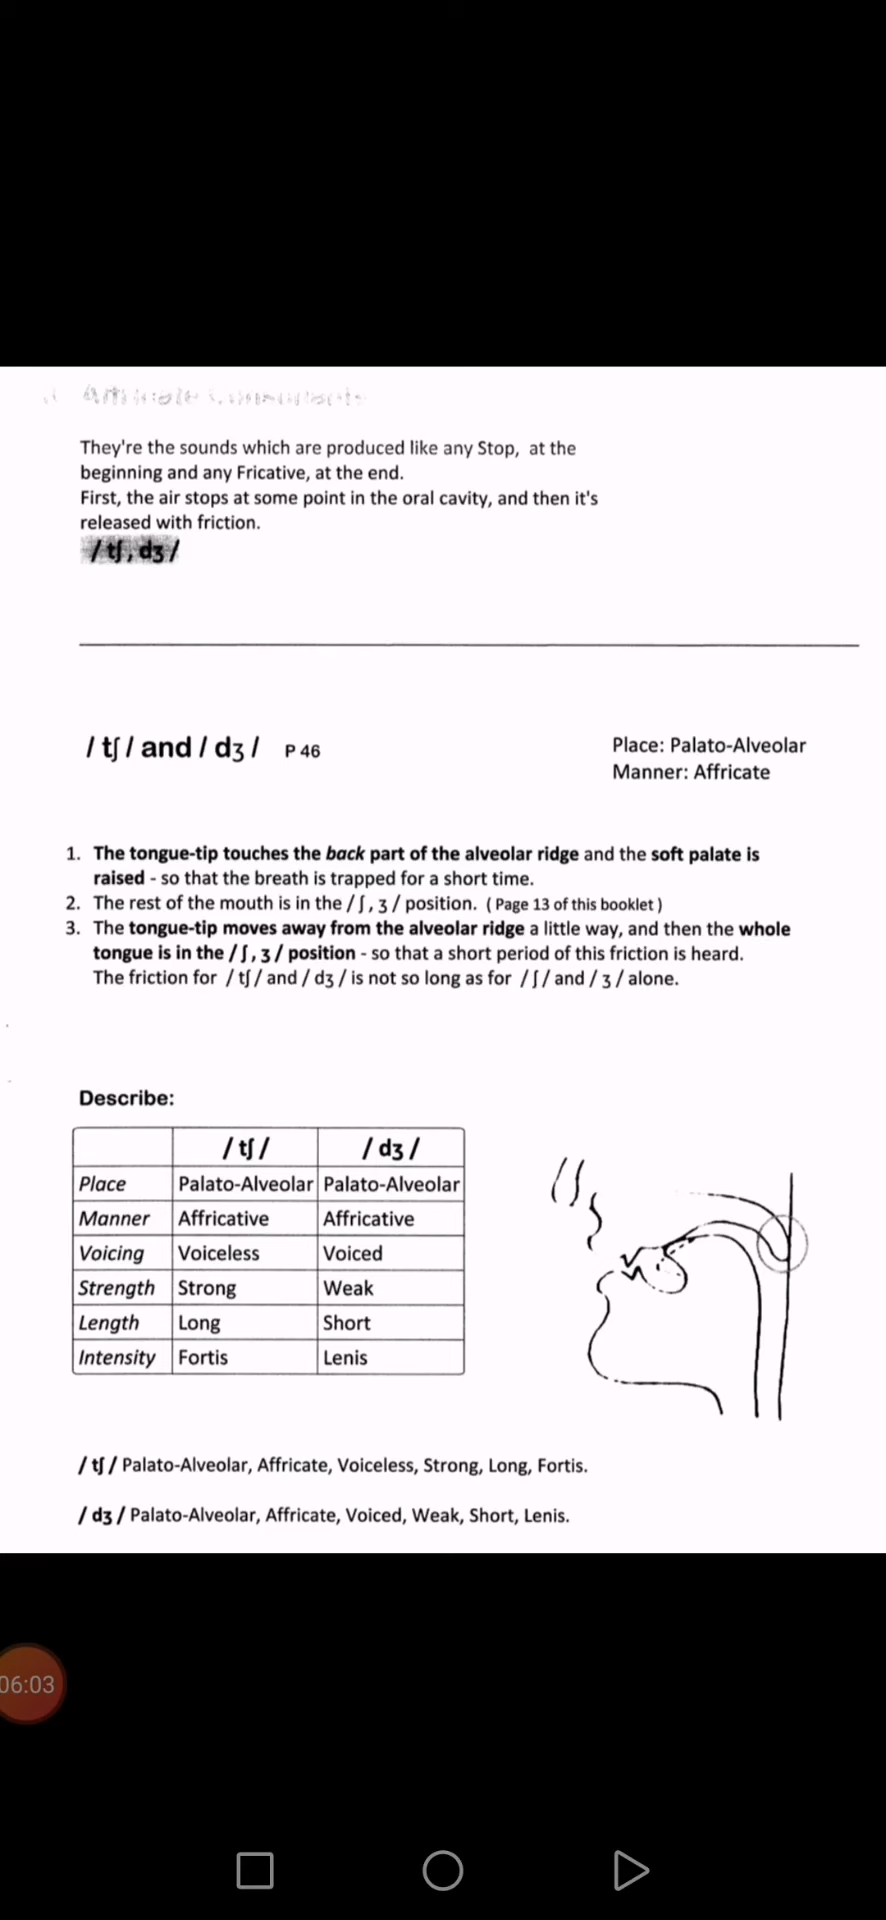 Affricate Consonants
They're the sounds which are produced like any Stop, at the
beginning and any Fricative, at the end.
First, the air stops at some point in the oral cavity, and then it's
released with friction.
/ tʃ , dʒ /
/ tʃ / and / dʒ / P 46
Place: Palato-Alveolar
Manner: Affricate
1. The tongue-tip touches the back part of the alveolar ridge and the soft palate is
raised - so that the breath is trapped for a short time.
2. The rest of the mouth is in the / ʃ , ʒ / position. ( Page 13 of this booklet )
3. The tongue-tip moves away from the alveolar ridge a little way, and then the whole
tongue is in the / ʃ , ʒ / position - so that a short period of this friction is heard.
The friction for / tʃ / and / dʒ / is not so long as for / ʃ / and / ʒ / alone.
Describe:
/ tʃ / / dʒ /
Place Palato-Alveolar Palato-Alveolar
Manner Affricative Affricative
Voicing Voiceless Voiced
Strength Strong Weak
Length Long Short
Intensity Fortis Lenis
/ tʃ / Palato-Alveolar, Affricate, Voiceless, Strong, Long, Fortis.
/ dʒ / Palato-Alveolar, Affricate, Voiced, Weak, Short, Lenis.
06:03